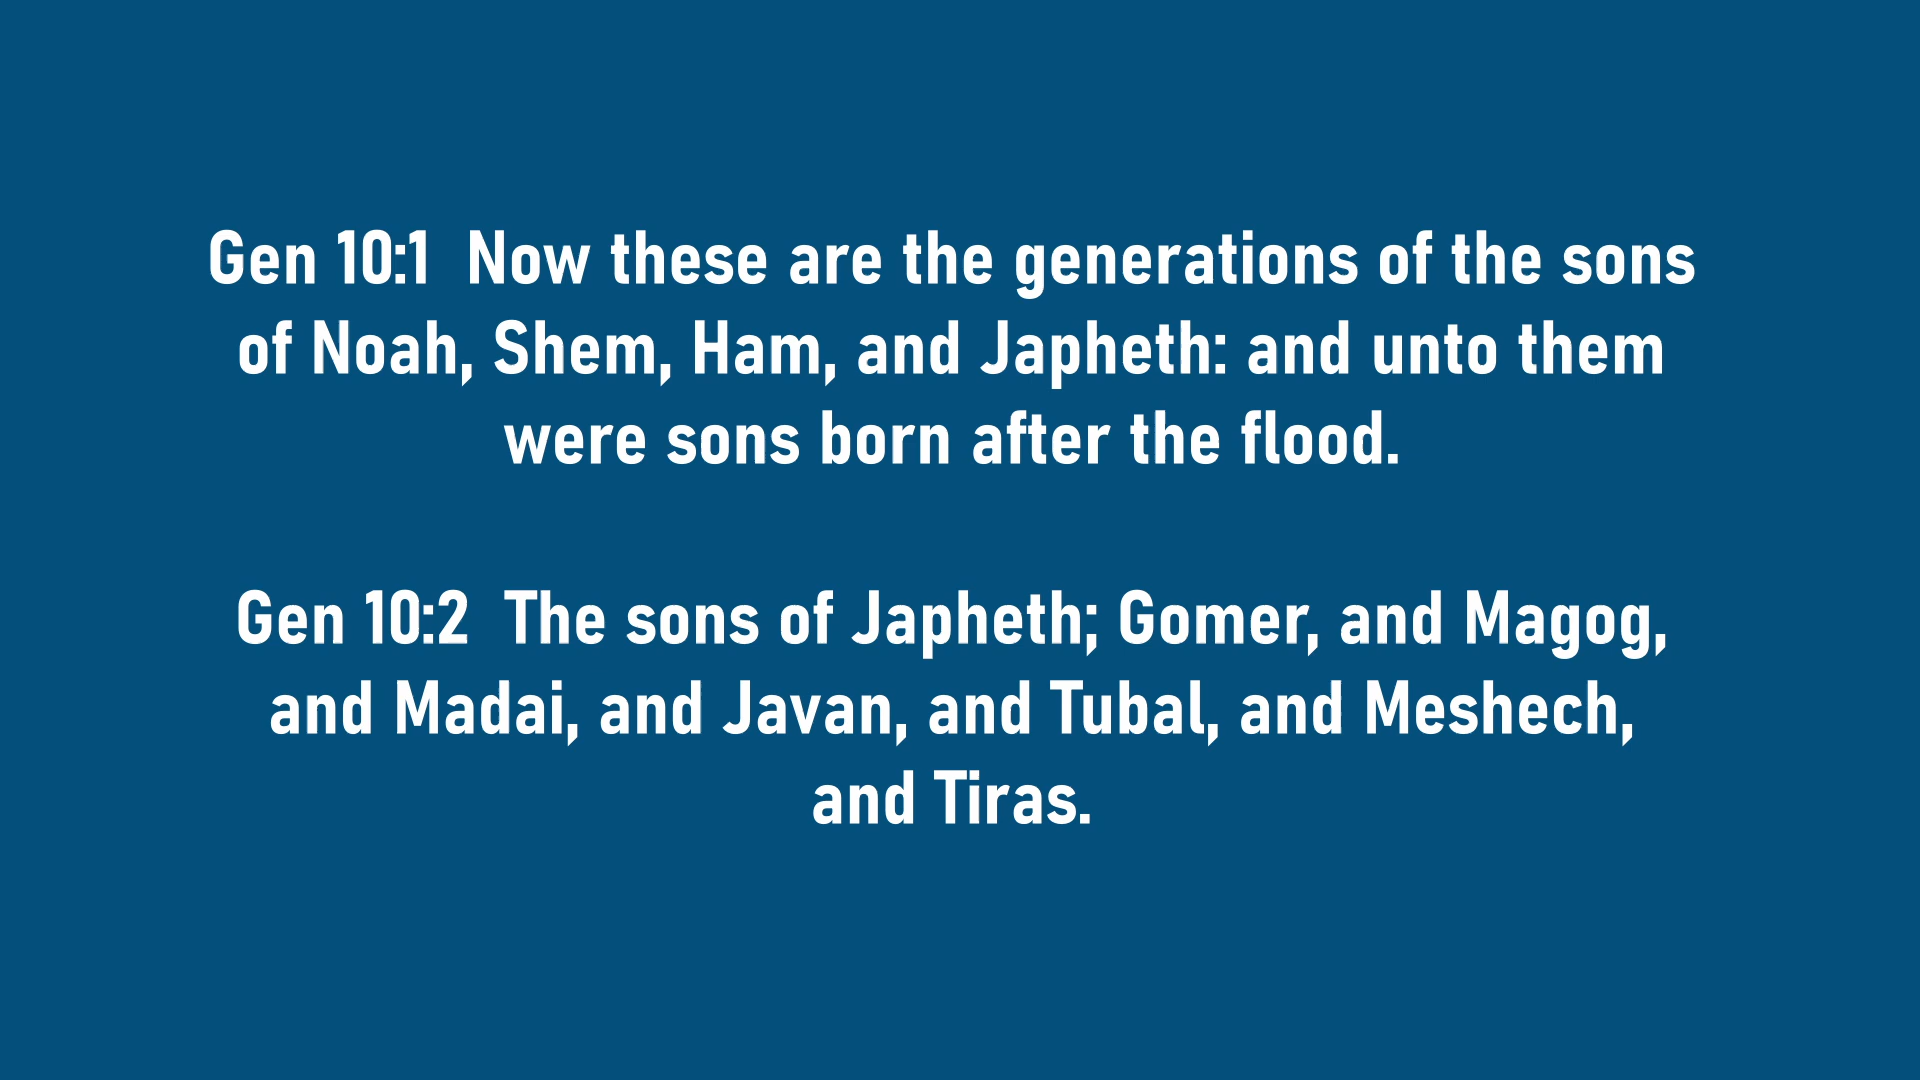 Gen 10:1  Now these are the generations of the sons
of Noah, Shem, Ham, and Japheth: and unto them
were sons born after the flood.
Gen 10:2  The sons of Japheth; Gomer, and Magog,
and Madai, and Javan, and Tubal, and Meshech,
and Tiras.